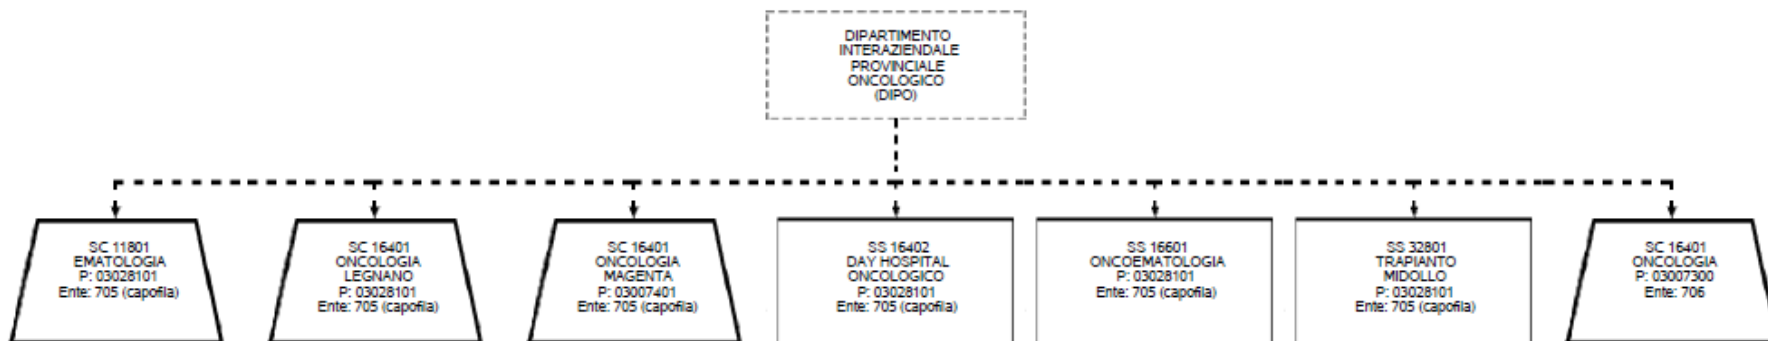 DIPARTIMENTO
INTERAZIENDALE
PROVINCIALE
ONCOLOGICO
(DIPO)
SC 11801
EMATOLOGIA
P: 03028101
Ente: 705 (capofila)
SC 16401
ONCOLOGIA
LEGNANO
P: 03028101
Ente: 705 (capofila)
SC 16401
ONCOLOGIA
MAGENTA
P: 03007401
Ente: 705 (capofila)
SS 16402
DAY HOSPITAL
ONCOLOGICO
P: 03028101
Ente: 705 (capofila)
SS 16601
ONCOEMATOLOGIA
P: 03028101
Ente: 705 (capofila)
SS 32801
TRAPIANTO
MIDOLLO
P: 03028101
Ente: 705 (capofila)
SC 16401
ONCOLOGIA
P: 03007300
Ente: 706